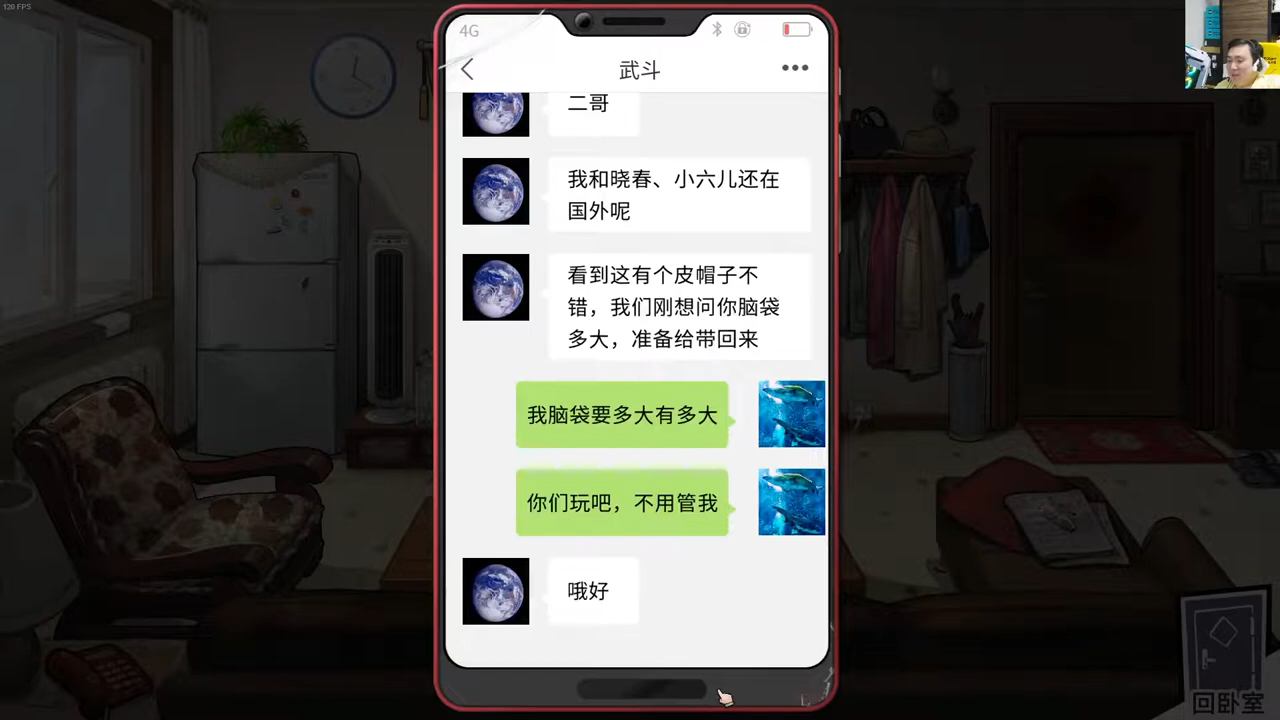 120 FPS
4G
武斗
二哥
我和晓春、小六儿还在
国外呢
看到这有个皮帽子不
错，我们刚想问你脑袋
多大，准备给带回来
我脑袋要多大有多大
你们玩吧，不用管我
哦好
回卧室